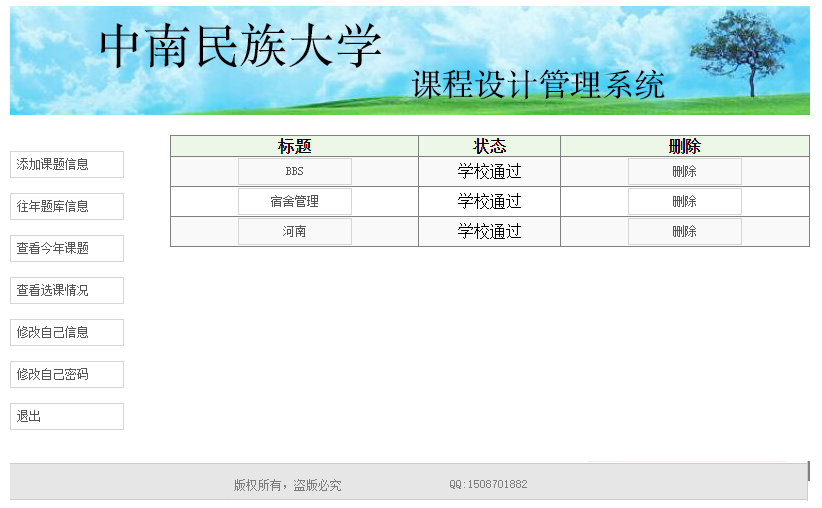 中南民族大学
课程设计管理系统
添加课题信息
往年题库信息
查看今年课题
查看选课情况
修改自己信息
修改自己密码
退出
标题 状态 删除
BBS 学校通过 删除
宿舍管理 学校通过 删除
河南 学校通过 删除
版权所有，盗版必究 QQ:1508701882